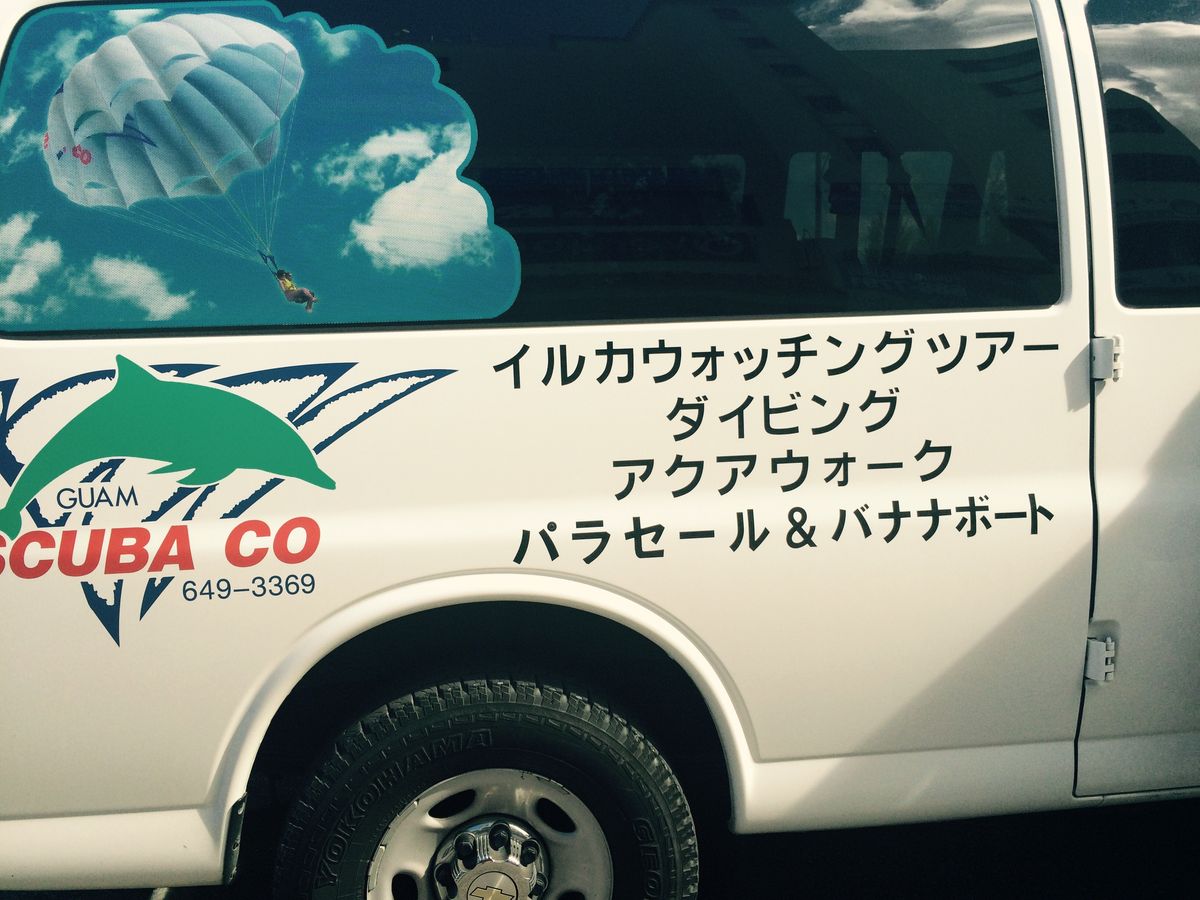 イルカウォッチングツアー
ダイビング
アクアウォーク
パラセール&バナナボート
GUAM
SCUBA CO
649-3369
YOKOHAMA
GEO